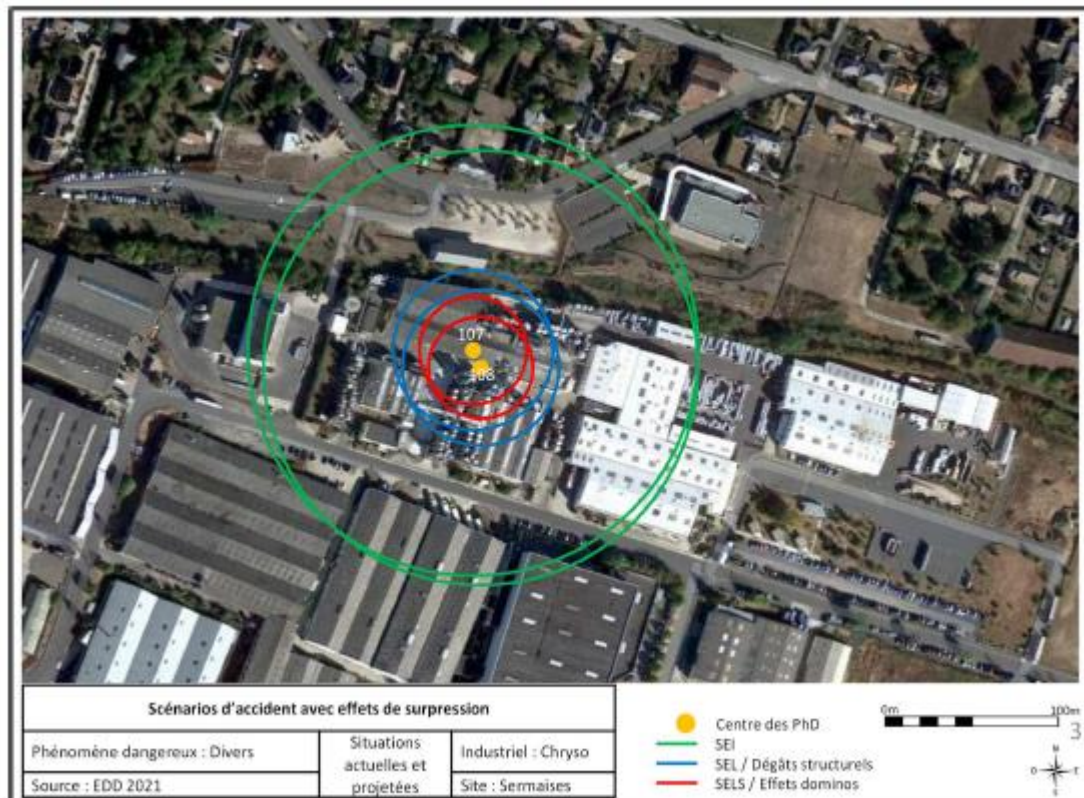 107
108
Scénarios d'accident avec effets de surpression
Phénomène dangereux : Divers
Situations
actuelles et
projetées
Industriel : Chryso
Source : EDD 2021
Site : Sermaises
Centre des PhD
SEI
SEL / Dégâts structurels
SELS / Effets dominos
0m
100m
3
N
O
E
S